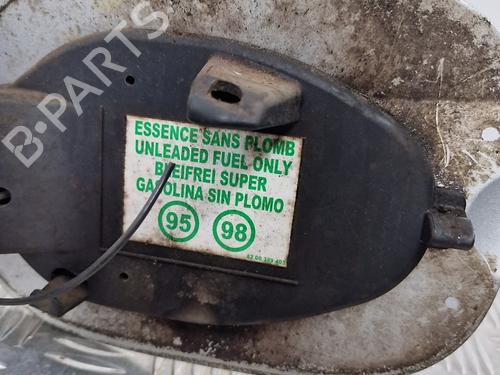 B-PARTS
ESSENCE SANS PLOMB
UNLEADED FUEL ONLY
BLEIFREI SUPER
GASOLINA SIN PLOMO
95 98